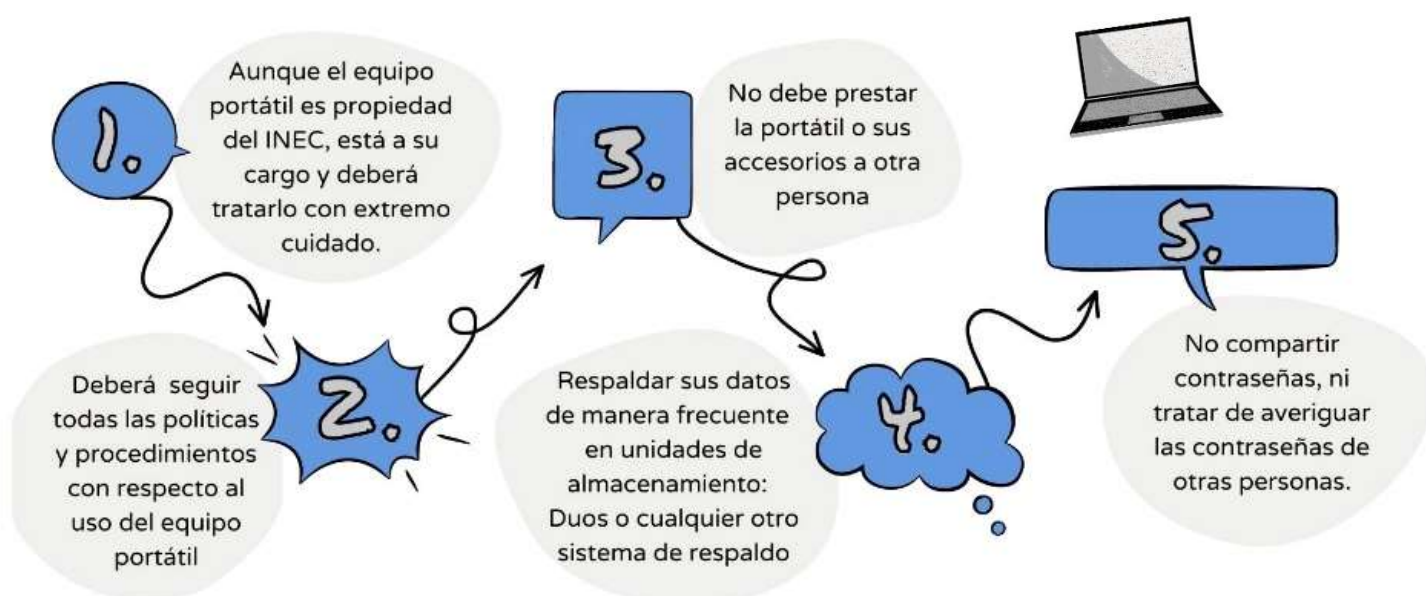 1.
Aunque el equipo
portátil es propiedad
del INEC, está a su
cargo y deberá
tratarlo con extremo
cuidado.
2.
Deberá seguir
todas las políticas
y procedimientos
con respecto al
uso del equipo
portátil
3.
No debe prestar
la portátil o sus
accesorios a otra
persona
4.
Respaldar sus datos
de manera frecuente
en unidades de
almacenamiento:
Duos o cualquier otro
sistema de respaldo
5.
No compartir
contraseñas, ni
tratar de averiguar
las contraseñas de
otras personas.